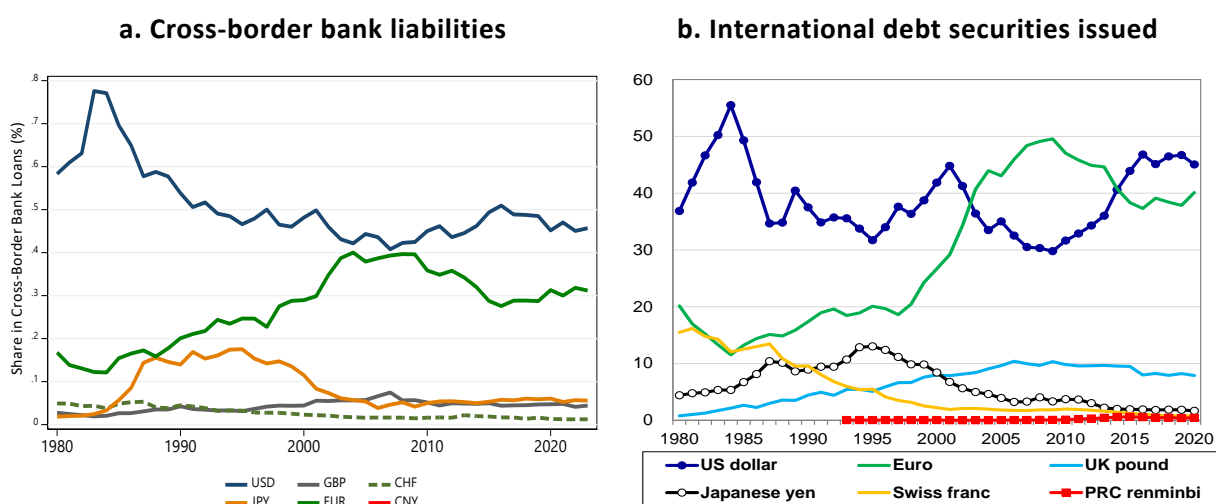 a. Cross-border bank liabilities
Share in Cross-Border Bank Loans (%)
.8
.7
.6
.5
.4
.3
.2
.1
0
1980 1990 2000 2010 2020
USD GBP CHF
JPY EUR CNY
b. International debt securities issued
60
50
40
30
20
10
0
1980 1985 1990 1995 2000 2005 2010 2015 2020
US dollar Euro UK pound
Japanese yen Swiss franc PRC renminbi